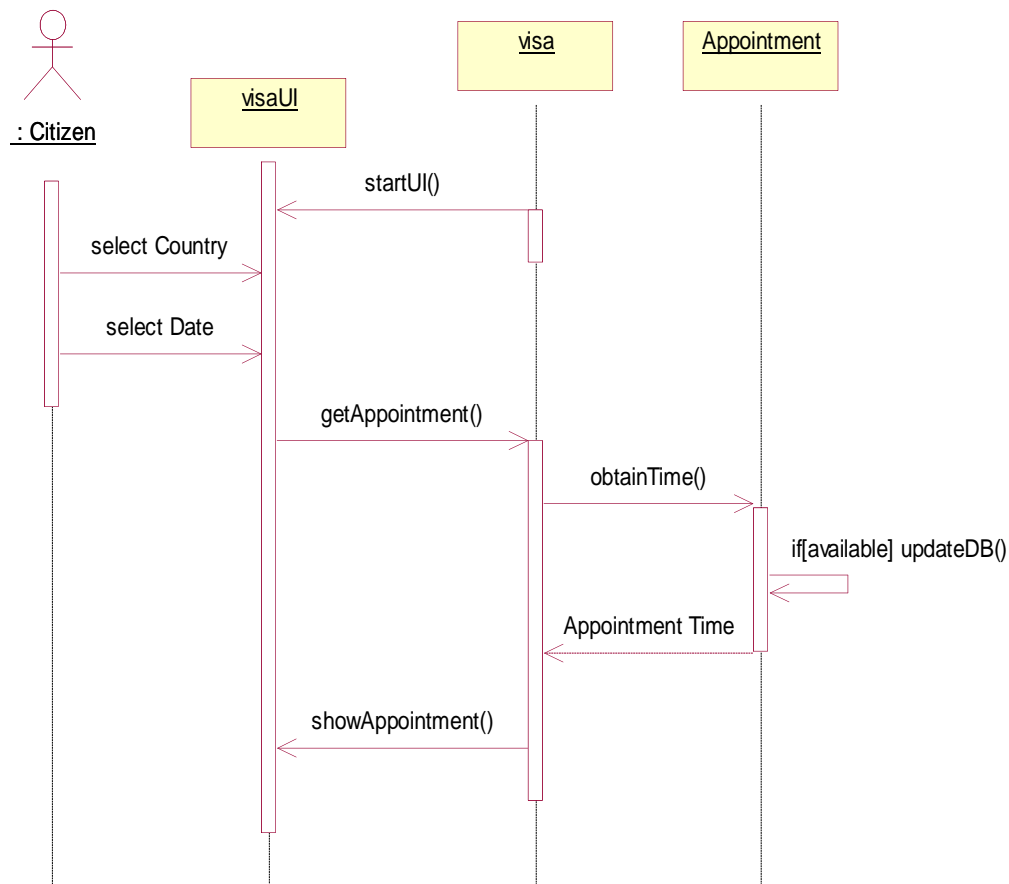 visa
Appointment
visaUI
: Citizen
startUI()
select Country
select Date
getAppointment()
obtainTime()
if[available] updateDB()
Appointment Time
showAppointment()